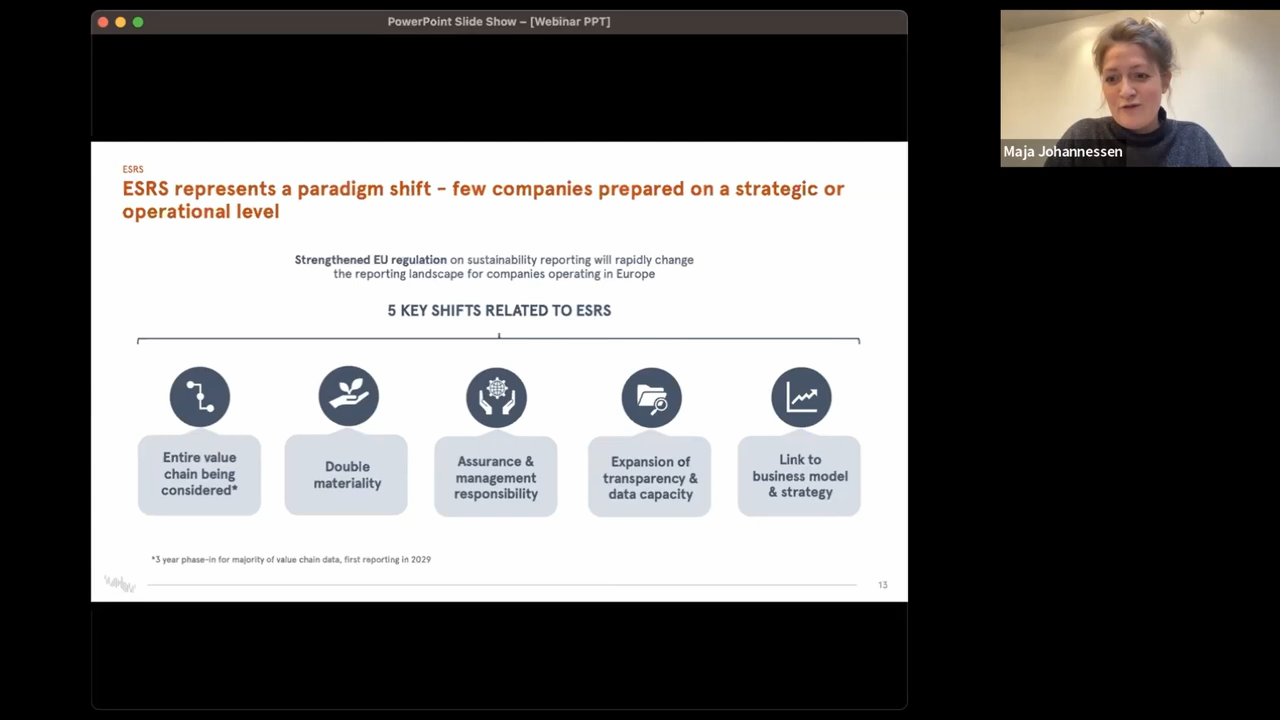 PowerPoint Slide Show – [Webinar PPT]
Maja Johannessen
ESRS
ESRS represents a paradigm shift - few companies prepared on a strategic or
operational level
Strengthened EU regulation on sustainability reporting will rapidly change
the reporting landscape for companies operating in Europe
5 KEY SHIFTS RELATED TO ESRS
Entire value
chain being
considered*
Double
materiality
Assurance &
management
responsibility
Expansion of
transparency &
data capacity
Link to
business model
& strategy
*3 year phase-in for majority of value chain data, first reporting in 2029
13